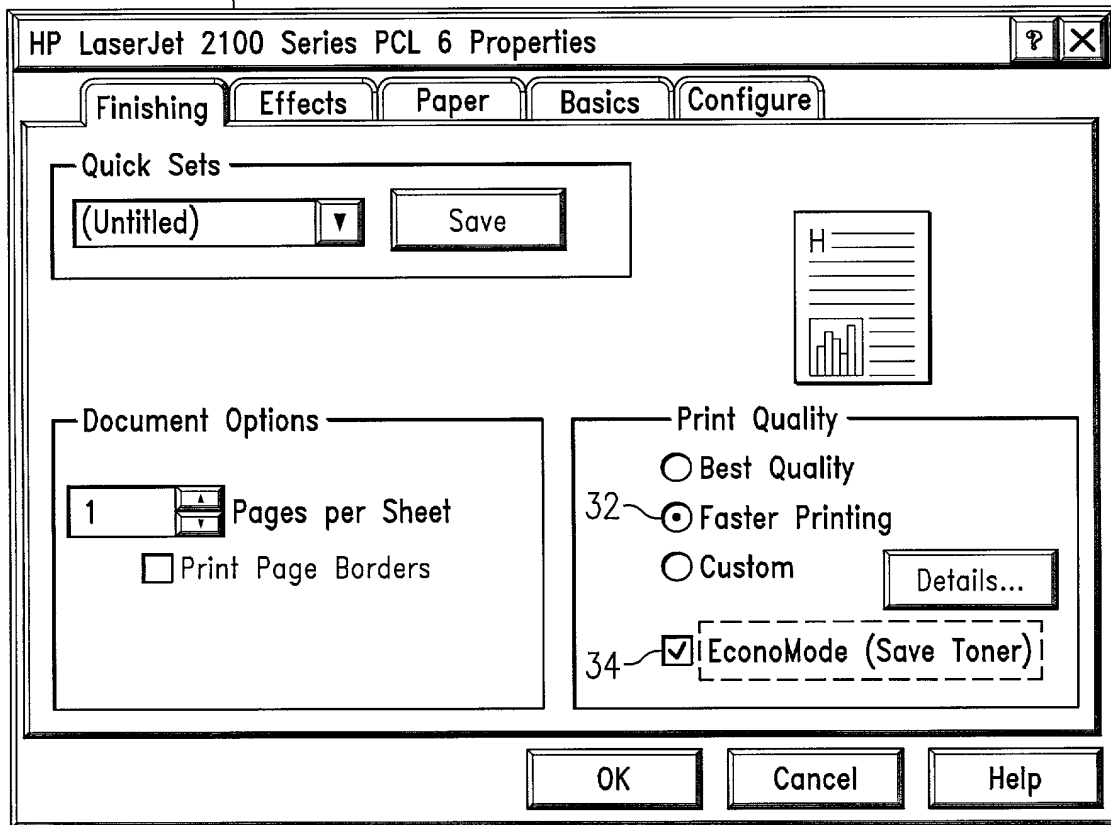 HP LaserJet 2100 Series PCL 6 Properties ?
Finishing Effects Paper Basics Configure
Quick Sets
(Untitled) Save
H
Document Options
1 Pages per Sheet
Print Page Borders
Print Quality
Best Quality
32 Faster Printing
Custom
Details...
34 EconoMode (Save Toner)
OK Cancel Help